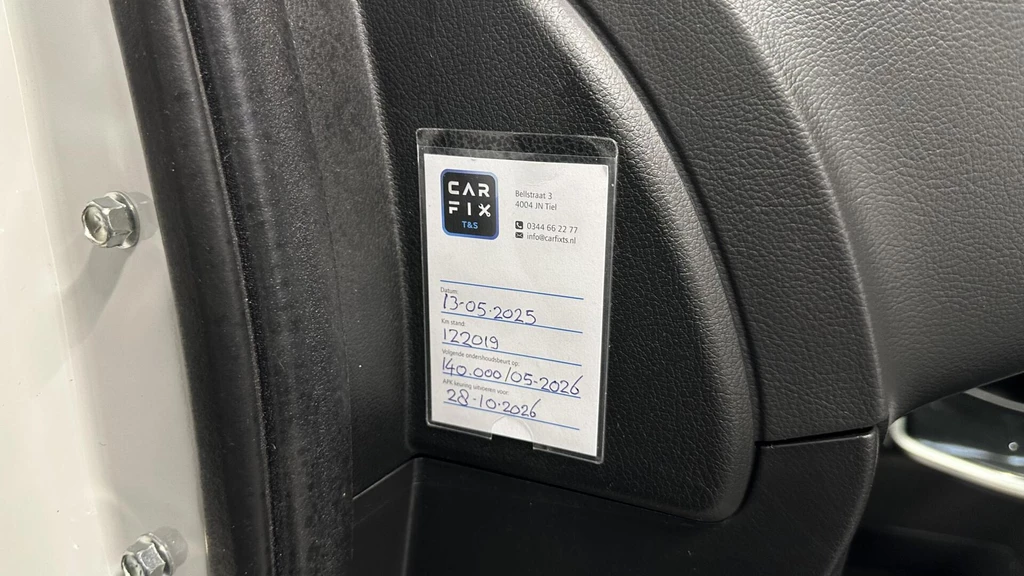 CAR
FIX
T&S
Bellstraat 3
4004 JN Tiel
0344 66 22 77
info@carfixts.nl
Datum:
13-05-2025
Km stand:
122019
Volgende onderhoudsbeurt op:
140.000/05-2026
APK keuring uitvoeren voor:
28-10-2026